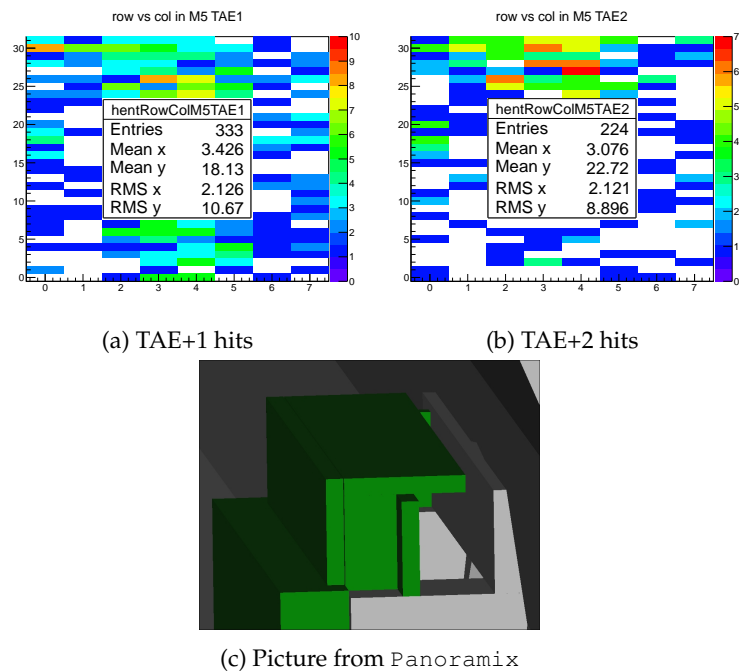 row vs col in M5 TAE1
30
25
20
15
10
5
0
0 1 2 3 4 5 6 7
10
9
8
7
6
5
4
3
2
1
0
hentRowColM5TAE1
Entries 333
Mean x 3.426
Mean y 18.13
RMS x 2.126
RMS y 10.67
(a) TAE+1 hits
row vs col in M5 TAE2
30
25
20
15
10
5
0
0 1 2 3 4 5 6 7
7
6
5
4
3
2
1
0
hentRowColM5TAE2
Entries 224
Mean x 3.076
Mean y 22.72
RMS x 2.121
RMS y 8.896
(b) TAE+2 hits
(c) Picture from Panoramix